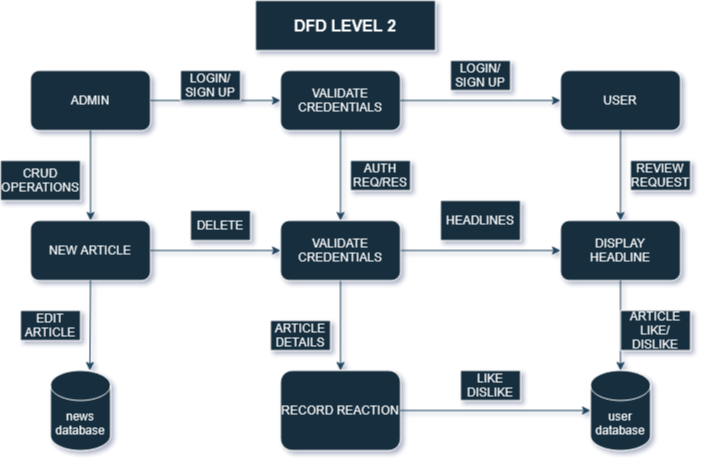 DFD LEVEL 2
ADMIN
LOGIN/
SIGN UP
VALIDATE
CREDENTIALS
LOGIN/
SIGN UP
USER
CRUD
OPERATIONS
AUTH
REQ/RES
REVIEW
REQUEST
NEW ARTICLE
DELETE
VALIDATE
CREDENTIALS
HEADLINES
DISPLAY
HEADLINE
EDIT
ARTICLE
ARTICLE
DETAILS
ARTICLE
LIKE/
DISLIKE
news
database
RECORD REACTION
LIKE
DISLIKE
user
database